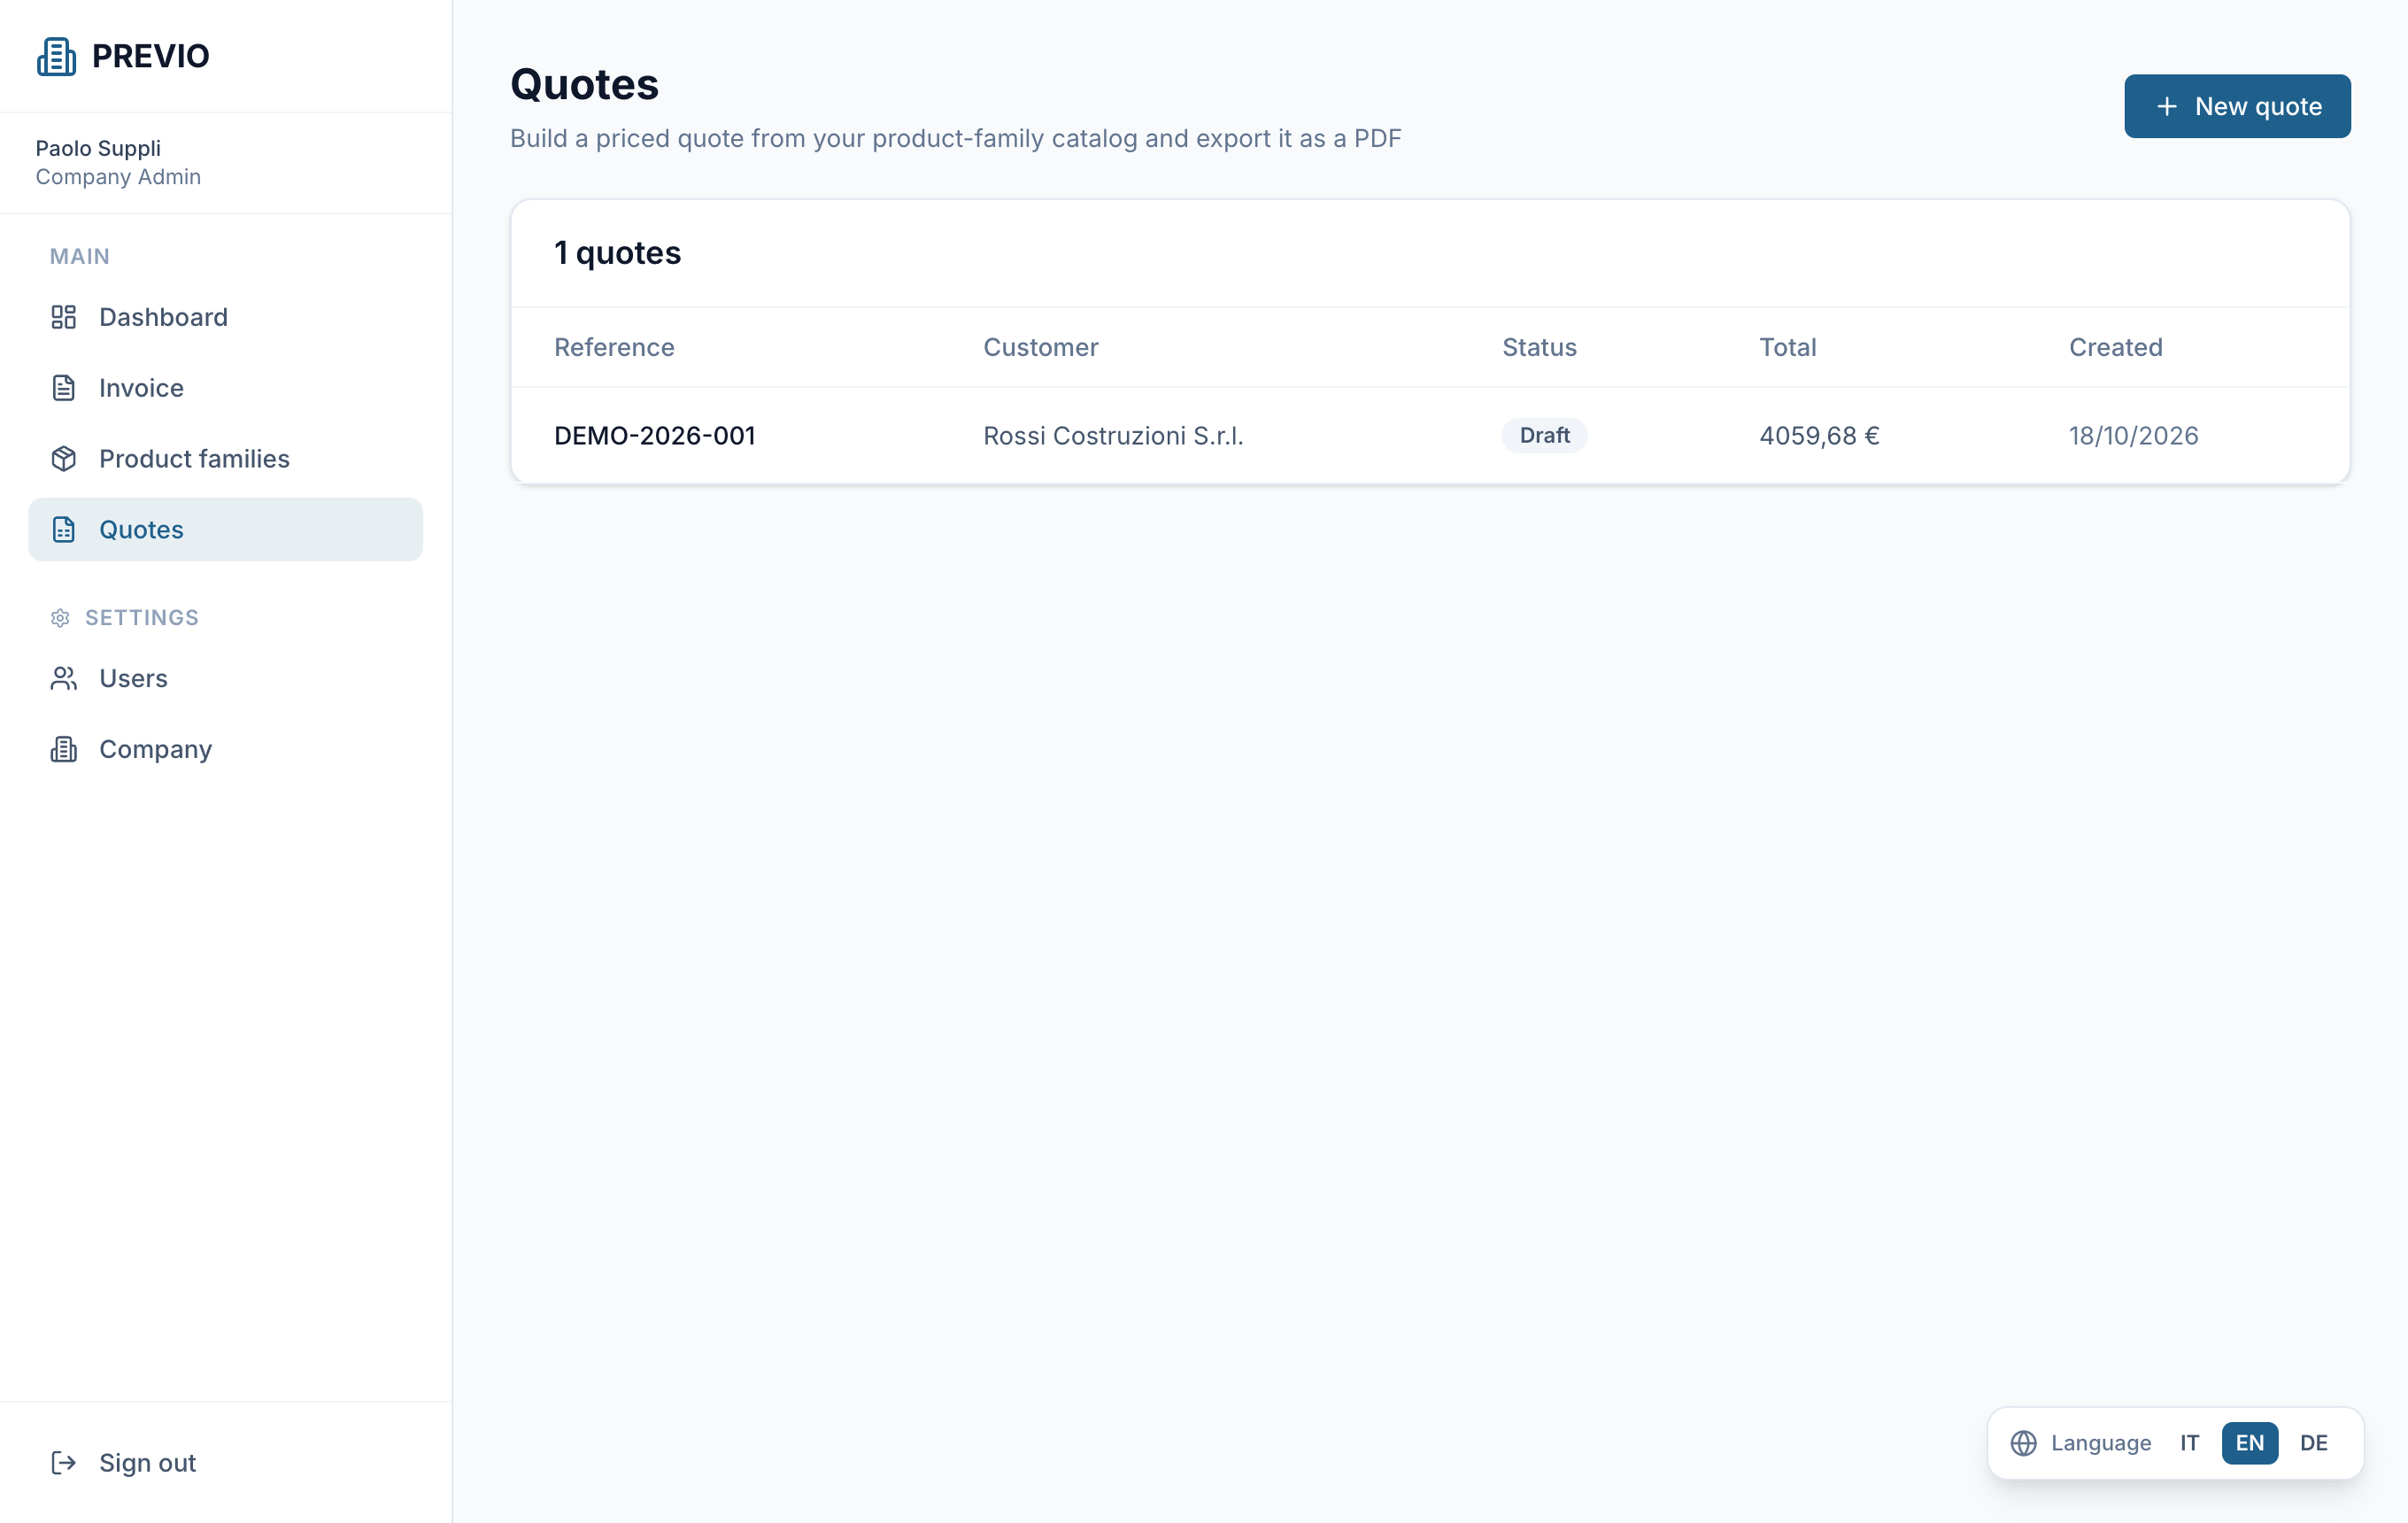 PREVIO
Paolo Suppli
Company Admin
MAIN
Dashboard
Invoice
Product families
Quotes
SETTINGS
Users
Company
Sign out
Quotes
Build a priced quote from your product-family catalog and export it as a PDF
New quote
1 quotes
Reference Customer Status Total Created
DEMO-2026-001 Rossi Costruzioni S.r.l. Draft 4059,68 € 18/10/2026
Language IT EN DE